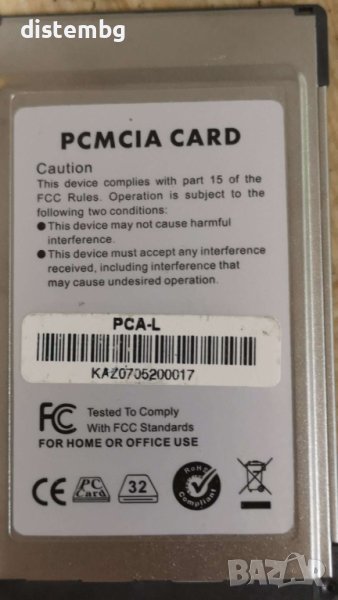 distembg
PCMCIA CARD
Caution
This device complies with part 15 of the
FCC Rules. Operation is subject to the
following two conditions:
●This device may not cause harmful
interference.
●This device must accept any interference
received, including interference that
may cause undesired operation.
PCA-L
KAZ0705200017
FC Tested To Comply
With FCC Standards
FOR HOME OR OFFICE USE
CE PC Card 32 RoHS Compliant
BAZAR